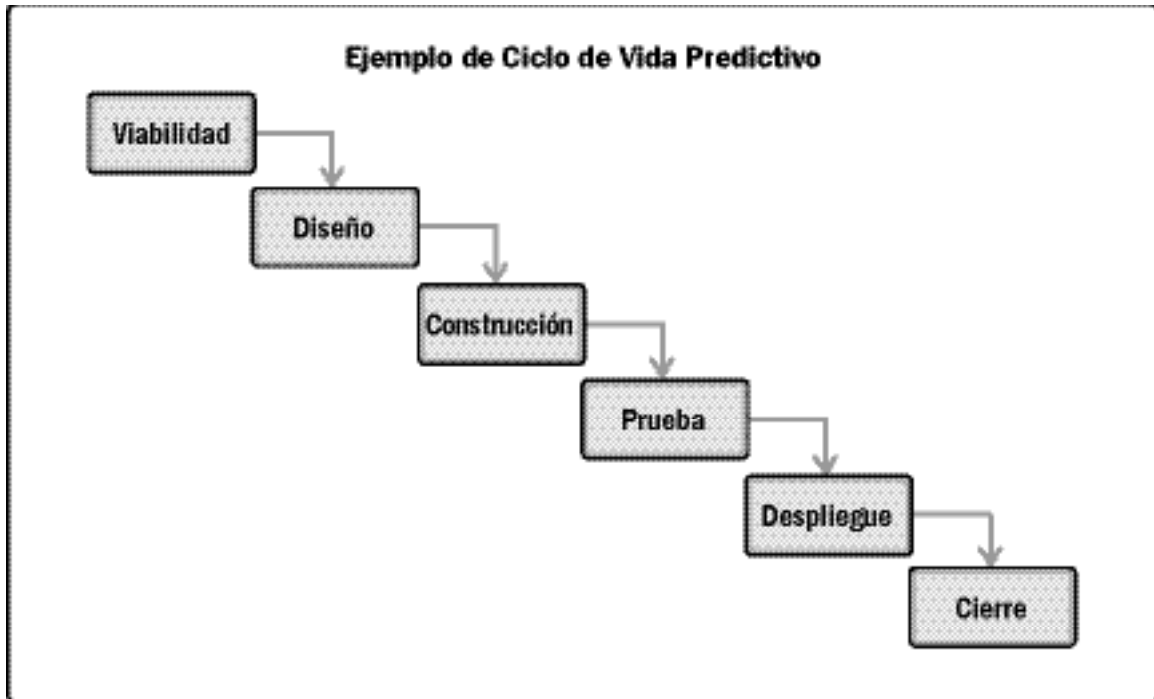 Ejemplo de Ciclo de Vida Predictivo
Viabilidad
Diseño
Construcción
Prueba
Despliegue
Cierre